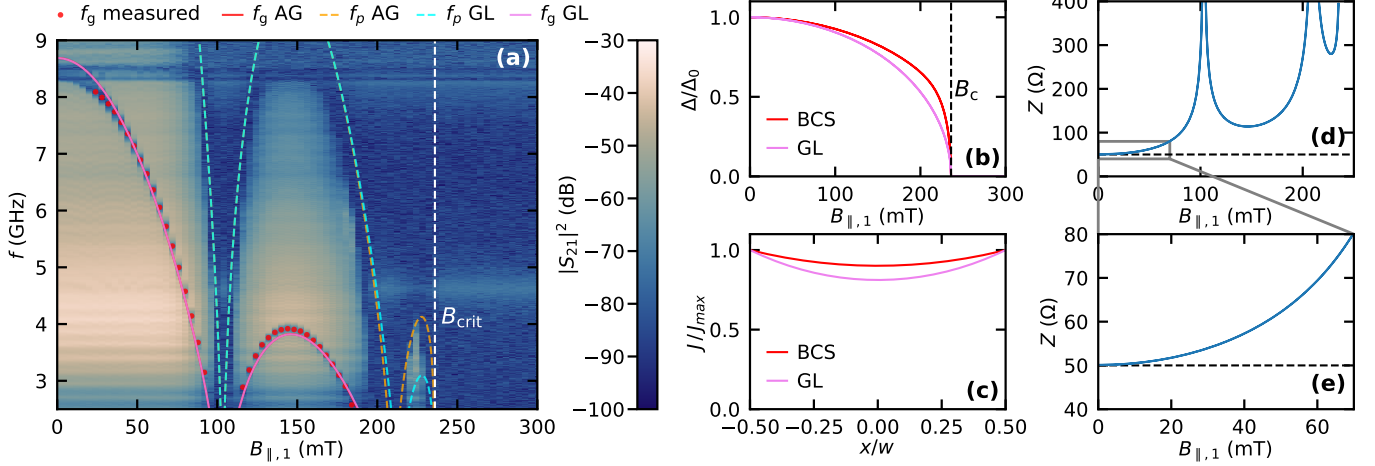 f_g measured f_g AG f_p AG f_p GL f_g GL
9
8
7
6
5
4
3
f (GHz)
0 50 100 150 200 250 300
B_∥,1 (mT)
(a)
B_crit
−30
−40
−50
−60
−70
−80
−90
−100
|S_21|^2 (dB)
1.0
0.5
0.0
Δ/Δ_0
BCS
GL
B_c
(b)
0 100 200 300
B_∥,1 (mT)
1.0
0.5
0.0
J/J_max
BCS
GL
(c)
−0.50 −0.25 0.00 0.25 0.50
x/w
400
300
200
100
0
Z (Ω)
(d)
0 100 200
B_∥,1 (mT)
80
70
60
50
40
Z (Ω)
(e)
0 20 40 60
B_∥,1 (mT)